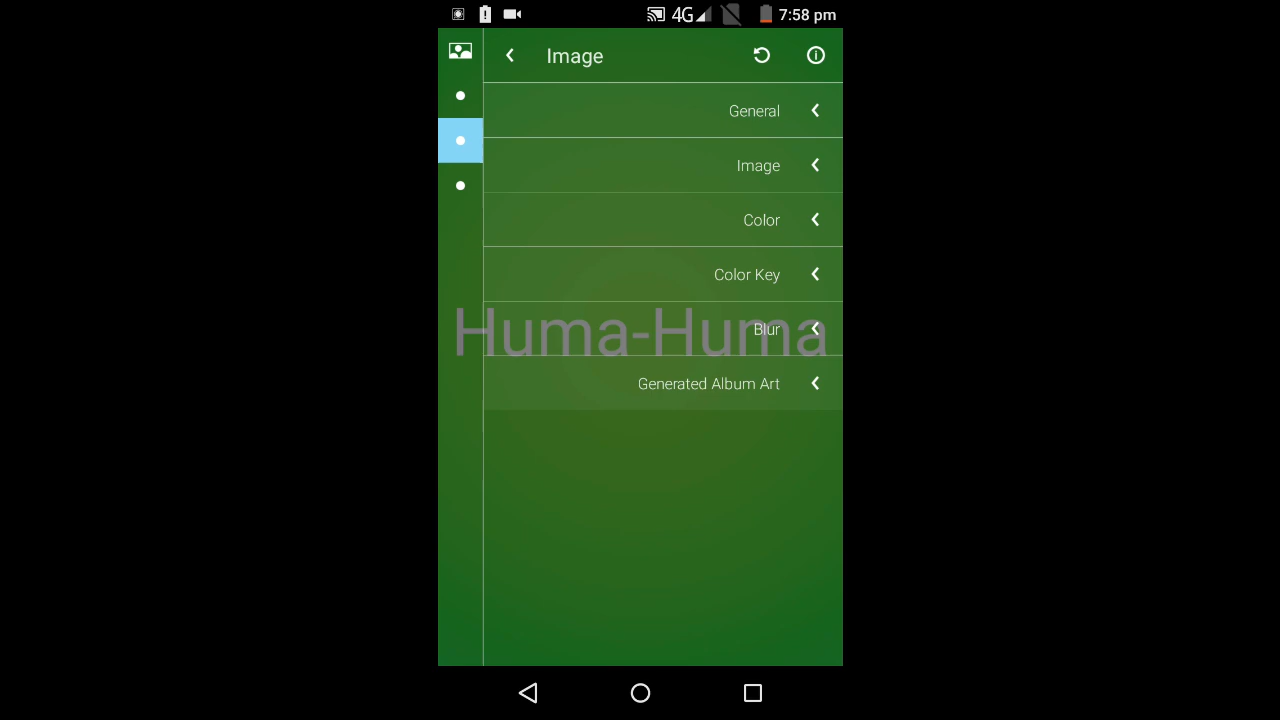 4G 7:58 pm
Image
General
Image
Color
Color Key
Blur
Huma-Huma
Generated Album Art